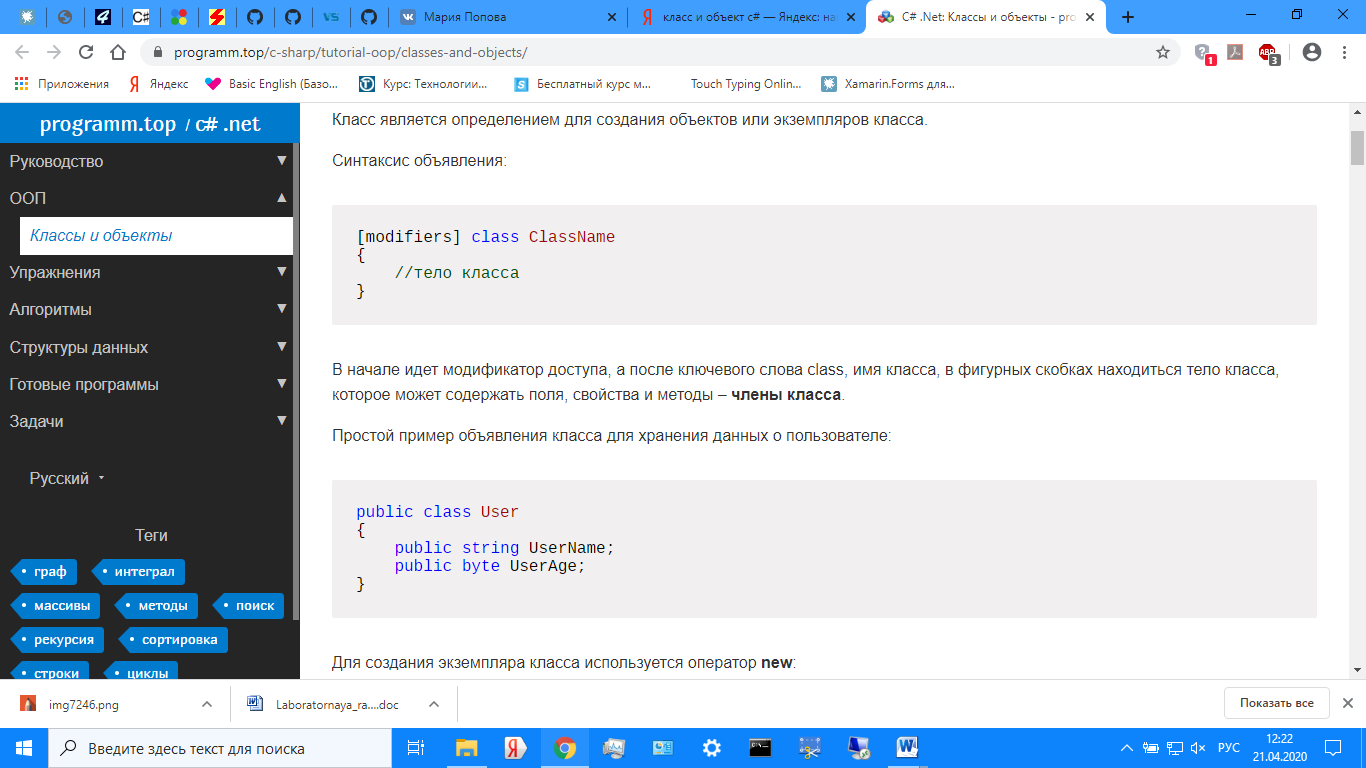 Мария Попова
класс и объект c# — Яндекс: на
C# .Net: Классы и объекты - pro
programm.top/c-sharp/tutorial-oop/classes-and-objects/
1
ABP
3
Приложения
Яндекс
Basic English (Базо...
Курс: Технологии...
Бесплатный курс м...
Touch Typing Online...
Xamarin.Forms для...
programm.top / c# .net
Руководство
ООП
Классы и объекты
Упражнения
Алгоритмы
Структуры данных
Готовые программы
Задачи
Русский
Теги
граф
интеграл
массивы
методы
поиск
рекурсия
сортировка
строки
циклы
Класс является определением для создания объектов или экземпляров класса.
Синтаксис объявления:
[modifiers] class ClassName
{
//тело класса
}
В начале идет модификатор доступа, а после ключевого слова class, имя класса, в фигурных скобках находиться тело класса,
которое может содержать поля, свойства и методы – члены класса.
Простой пример объявления класса для хранения данных о пользователе:
public class User
{
public string UserName;
public byte UserAge;
}
Для создания экземпляра класса используется оператор new:
img7246.png
Laboratornaya_ra....doc
Показать все
Введите здесь текст для поиска
РУС
12:22
21.04.2020